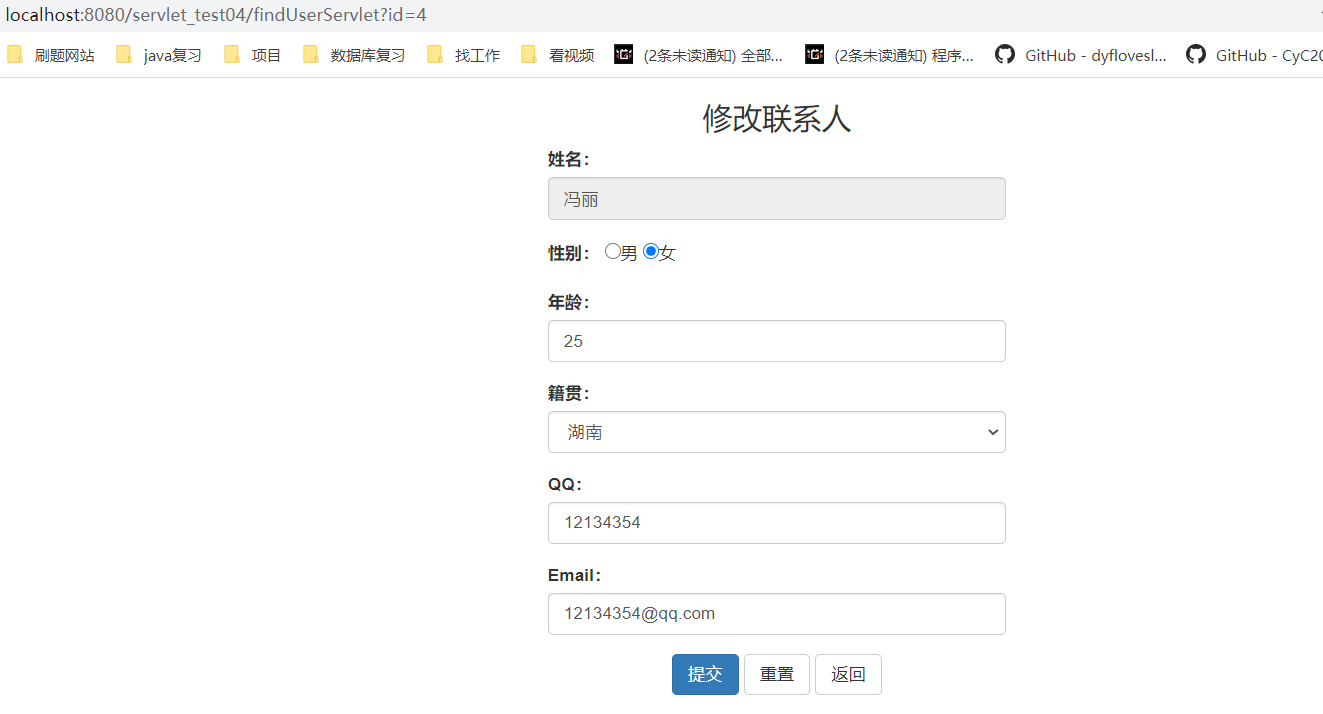 localhost:8080/servlet_test04/findUserServlet?id=4
刷题网站 java复习 项目 数据库复习 找工作 看视频 (2条未读通知) 全部... (2条未读通知) 程序... GitHub - dyflovesl... GitHub - CyC20
修改联系人
姓名：
冯丽
性别： 男 女
年龄：
25
籍贯：
湖南
QQ：
12134354
Email：
12134354@qq.com
提交 重置 返回